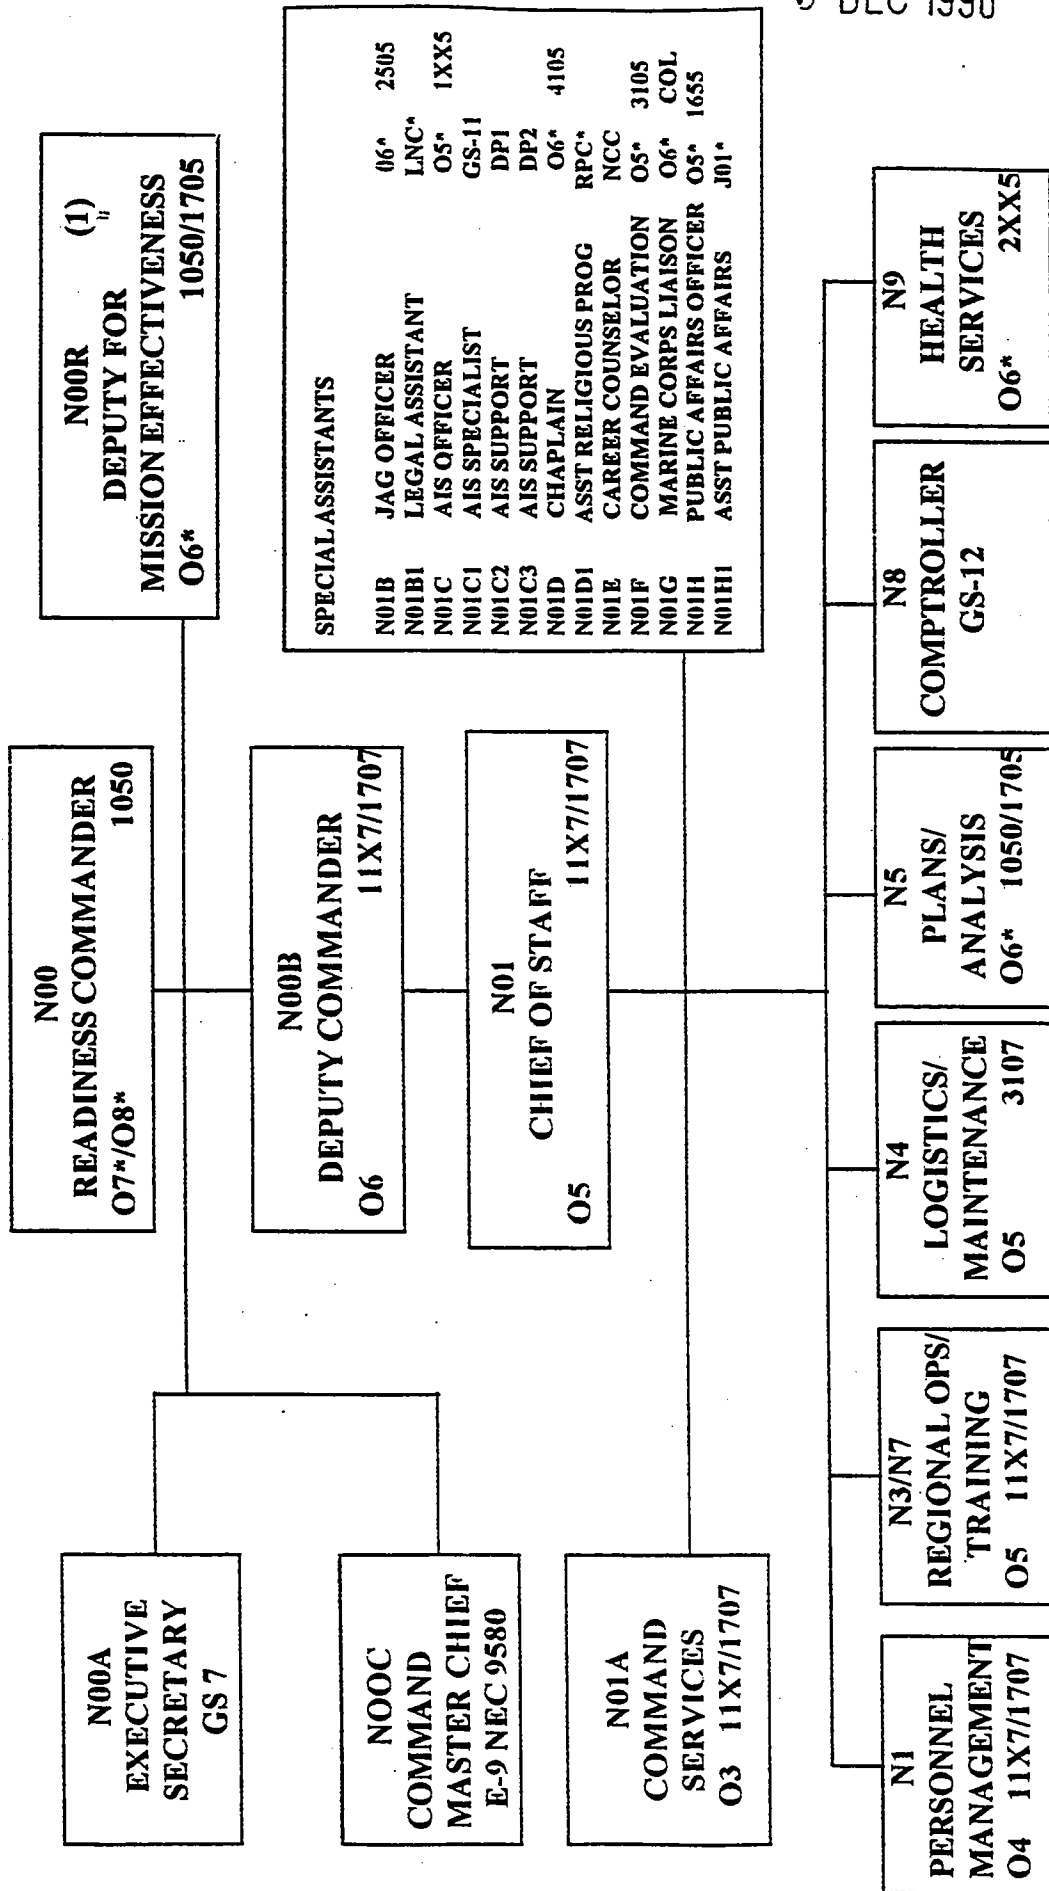 DEC 1990
N00
READINESS COMMANDER
O7*/O8* 1050
N00R (1)
DEPUTY FOR
MISSION EFFECTIVENESS
O6* 1050/1705
N00A
EXECUTIVE
SECRETARY
GS 7
N00B
DEPUTY COMMANDER
O6 11X7/1707
NOOC
COMMAND
MASTER CHIEF
E-9 NEC 9580
N01
CHIEF OF STAFF
O5 11X7/1707
N01A
COMMAND
SERVICES
O3 11X7/1707
SPECIAL ASSISTANTS
N01B JAG OFFICER 06* 2505
N01B1 LEGAL ASSISTANT LNC*
N01C AIS OFFICER O5* 1XX5
N01C1 AIS SPECIALIST GS-11
N01C2 AIS SUPPORT DP1
N01C3 AIS SUPPORT DP2
N01D CHAPLAIN O6* 4105
N01D1 ASST RELIGIOUS PROG RPC*
N01E CAREER COUNSELOR NCC
N01F COMMAND EVALUATION O5* 3105
N01G MARINE CORPS LIAISON O6* COL
N01H PUBLIC AFFAIRS OFFICER O5* 1655
N01H1 ASST PUBLIC AFFAIRS J01*
N1
PERSONNEL
MANAGEMENT
O4 11X7/1707
N3/N7
REGIONAL OPS/
TRAINING
O5 11X7/1707
N4
LOGISTICS/
MAINTENANCE
O5 3107
N5
PLANS/
ANALYSIS
O6* 1050/1705
N8
COMPTROLLER
GS-12
N9
HEALTH
SERVICES
O6* 2XX5